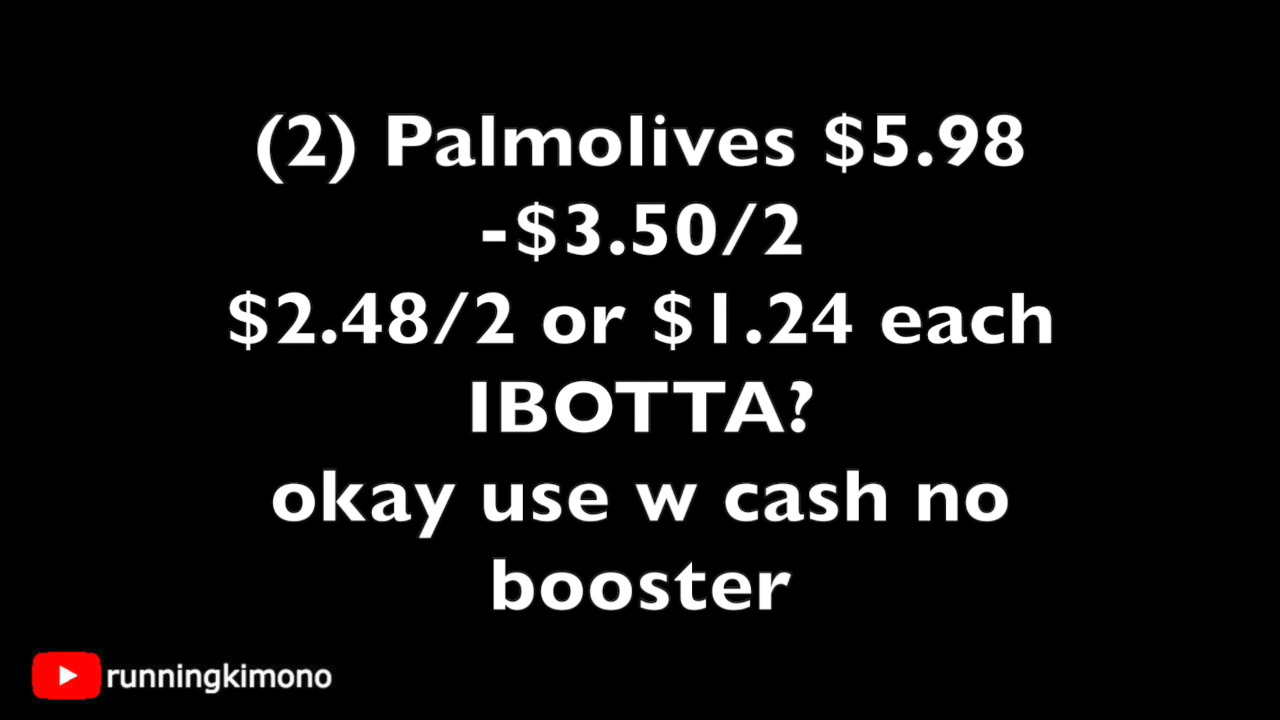 (2) Palmolives $5.98
-$3.50/2
$2.48/2 or $1.24 each
IBOTTA?
okay use w cash no
booster
runningkimono